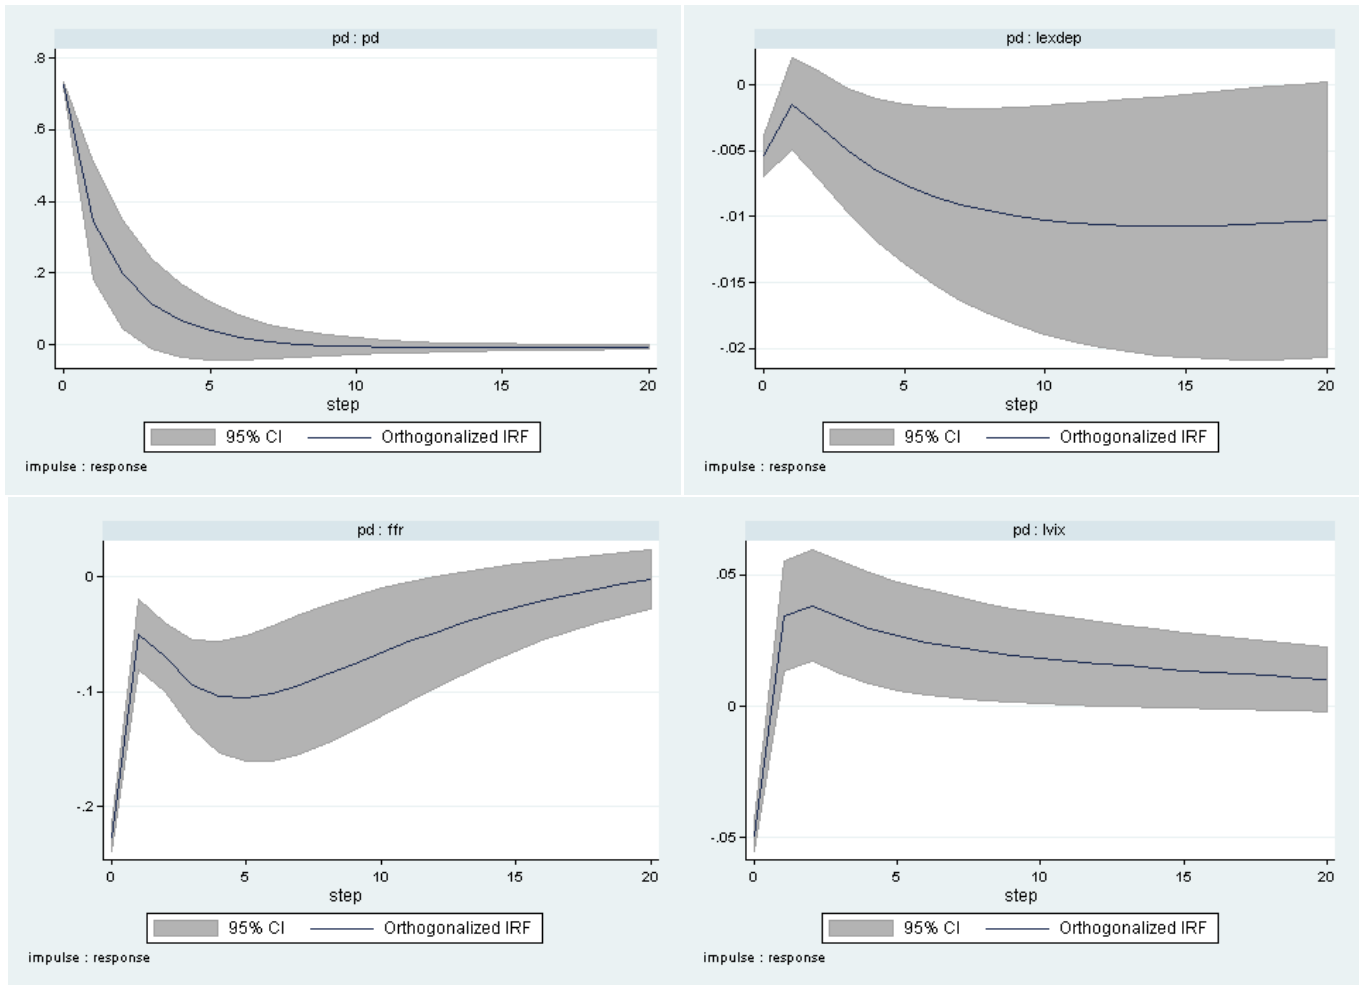 pd : pd
.8
.6
.4
.2
0
0 5 10 15 20
step
95% CI Orthogonalized IRF
impulse : response
pd : lexdep
0
-.005
-.01
-.015
-.02
0 5 10 15 20
step
95% CI Orthogonalized IRF
impulse : response
pd : ffr
0
-.1
-.2
0 5 10 15 20
step
95% CI Orthogonalized IRF
impulse : response
pd : lvix
.05
0
-.05
0 5 10 15 20
step
95% CI Orthogonalized IRF
impulse : response